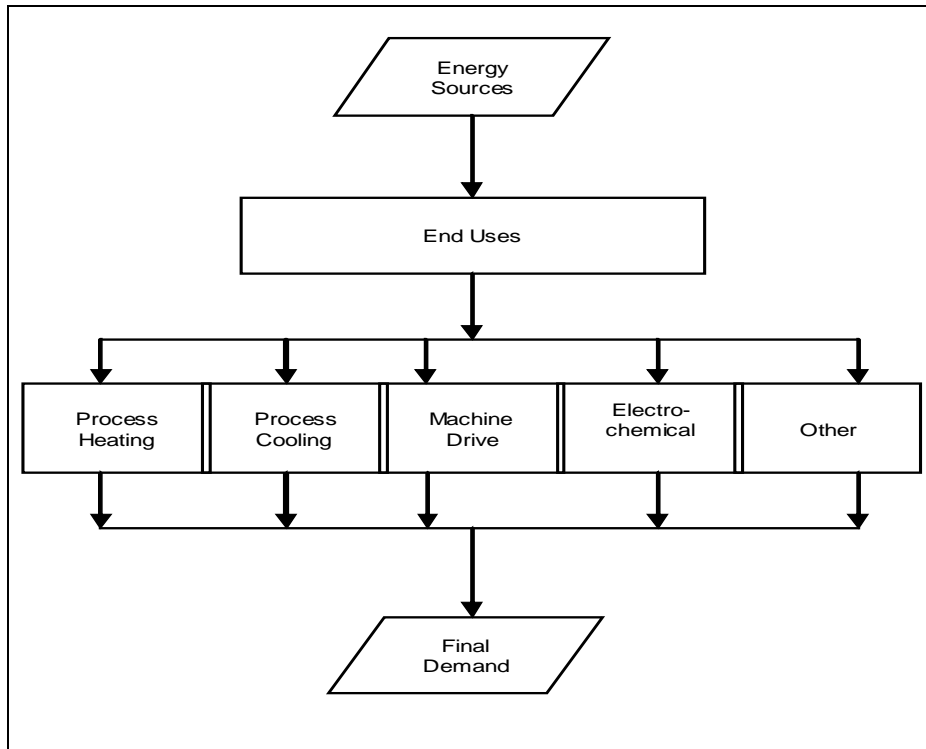 Energy
Sources
End Uses
Process
Heating
Process
Cooling
Machine
Drive
Electro-
chemical
Other
Final
Demand